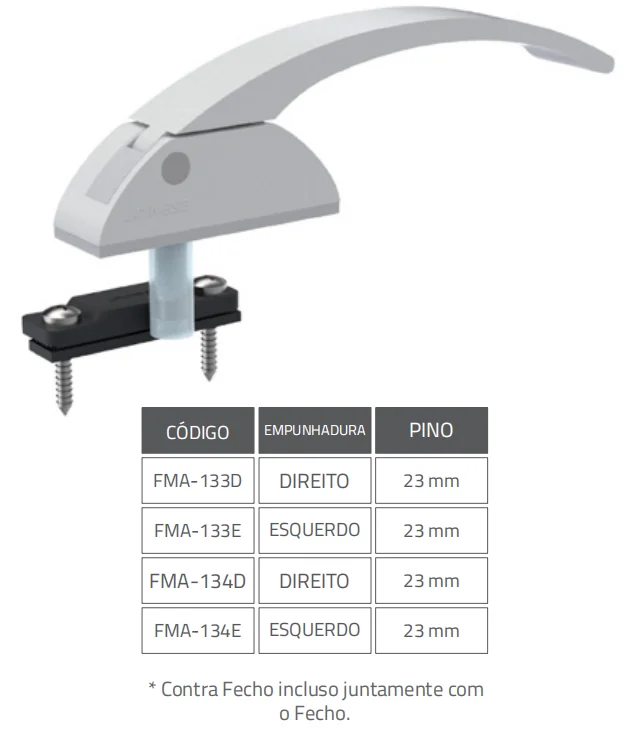 CÓDIGO EMPUNHADURA PINO
FMA-133D DIREITO 23 mm
FMA-133E ESQUERDO 23 mm
FMA-134D DIREITO 23 mm
FMA-134E ESQUERDO 23 mm
* Contra Fecho incluso juntamente com
o Fecho.